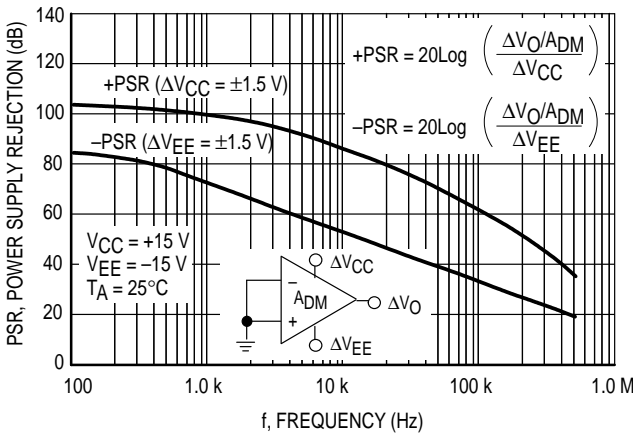 PSR, POWER SUPPLY REJECTION (dB)
140
120
100
80
60
40
20
0
+PSR (ΔVCC = ±1.5 V)
–PSR (ΔVEE = ±1.5 V)
+PSR = 20Log (ΔVO/ADM / ΔVCC)
–PSR = 20Log (ΔVO/ADM / ΔVEE)
VCC = +15 V
VEE = –15 V
TA = 25°C
ΔVCC
–
ADM
+
ΔVO
ΔVEE
100 1.0 k 10 k 100 k 1.0 M
f, FREQUENCY (Hz)